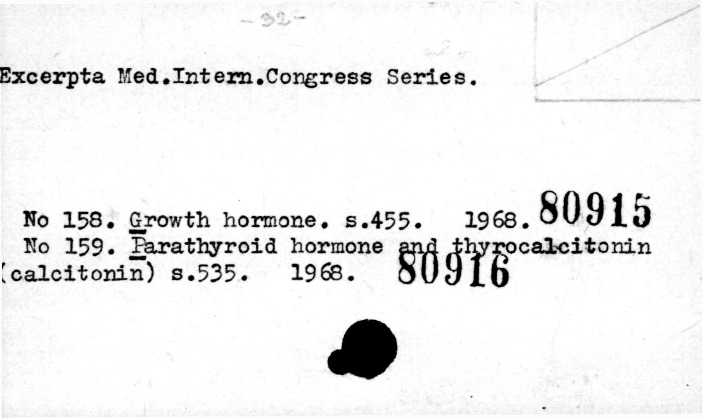 -32-
Excerpta Med.Intern.Congress Series.
No 158. Growth hormone. s.455. 1968. 80915
No 159. Parathyroid hormone and thyrocalcitonin
(calcitonin) s.535. 1968. 80916